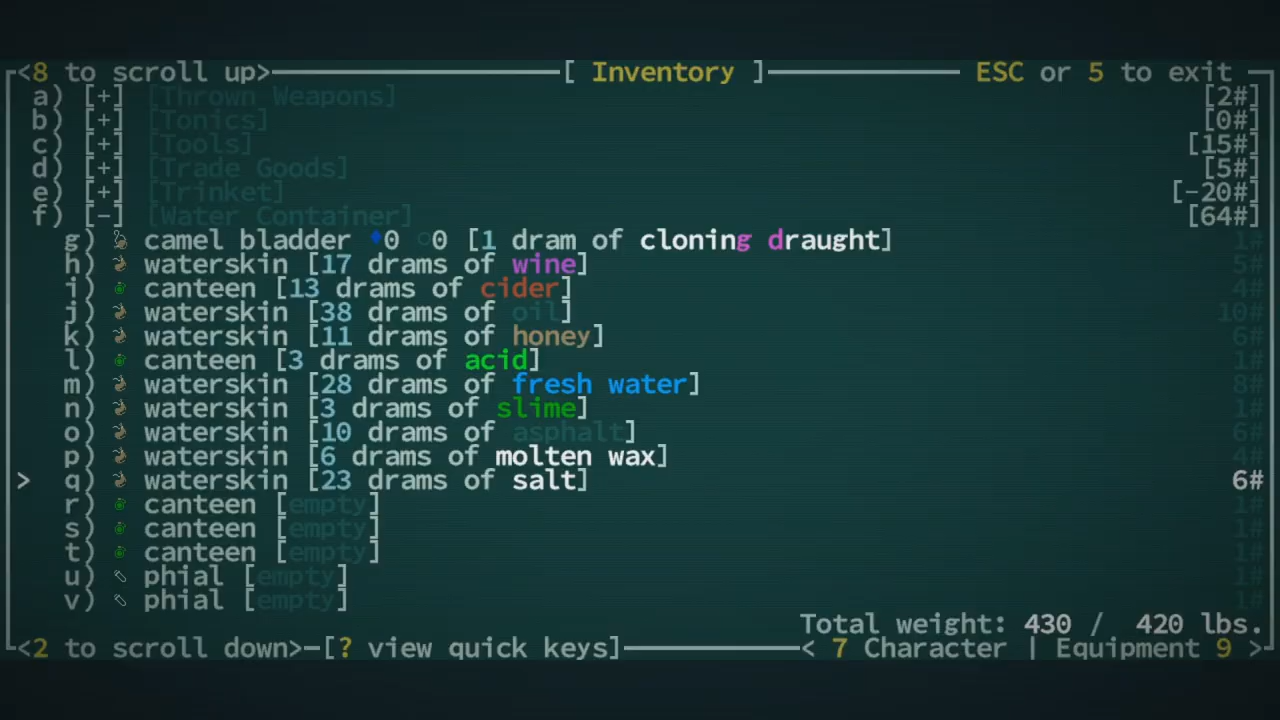 <8 to scroll up> [ Inventory ] ESC or 5 to exit
a) [+] [Thrown Weapons] [2#]
b) [+] [Tonics] [0#]
c) [+] [Tools] [15#]
d) [+] [Trade Goods] [5#]
e) [+] [Trinket] [-20#]
f) [-] [Water Container] [64#]
g) camel bladder ♦0 ○0 [1 dram of cloning draught] 1#
h) waterskin [17 drams of wine] 5#
i) canteen [13 drams of cider] 4#
j) waterskin [38 drams of oil] 10#
k) waterskin [11 drams of honey] 6#
l) canteen [3 drams of acid] 1#
m) waterskin [28 drams of fresh water] 8#
n) waterskin [3 drams of slime] 1#
o) waterskin [10 drams of asphalt] 6#
p) waterskin [6 drams of molten wax] 4#
> q) waterskin [23 drams of salt] 6#
r) canteen [empty] 1#
s) canteen [empty] 1#
t) canteen [empty] 1#
u) phial [empty] 1#
v) phial [empty] 1#
Total weight: 430 / 420 lbs.
<2 to scroll down> [? view quick keys] < 7 Character | Equipment 9 >